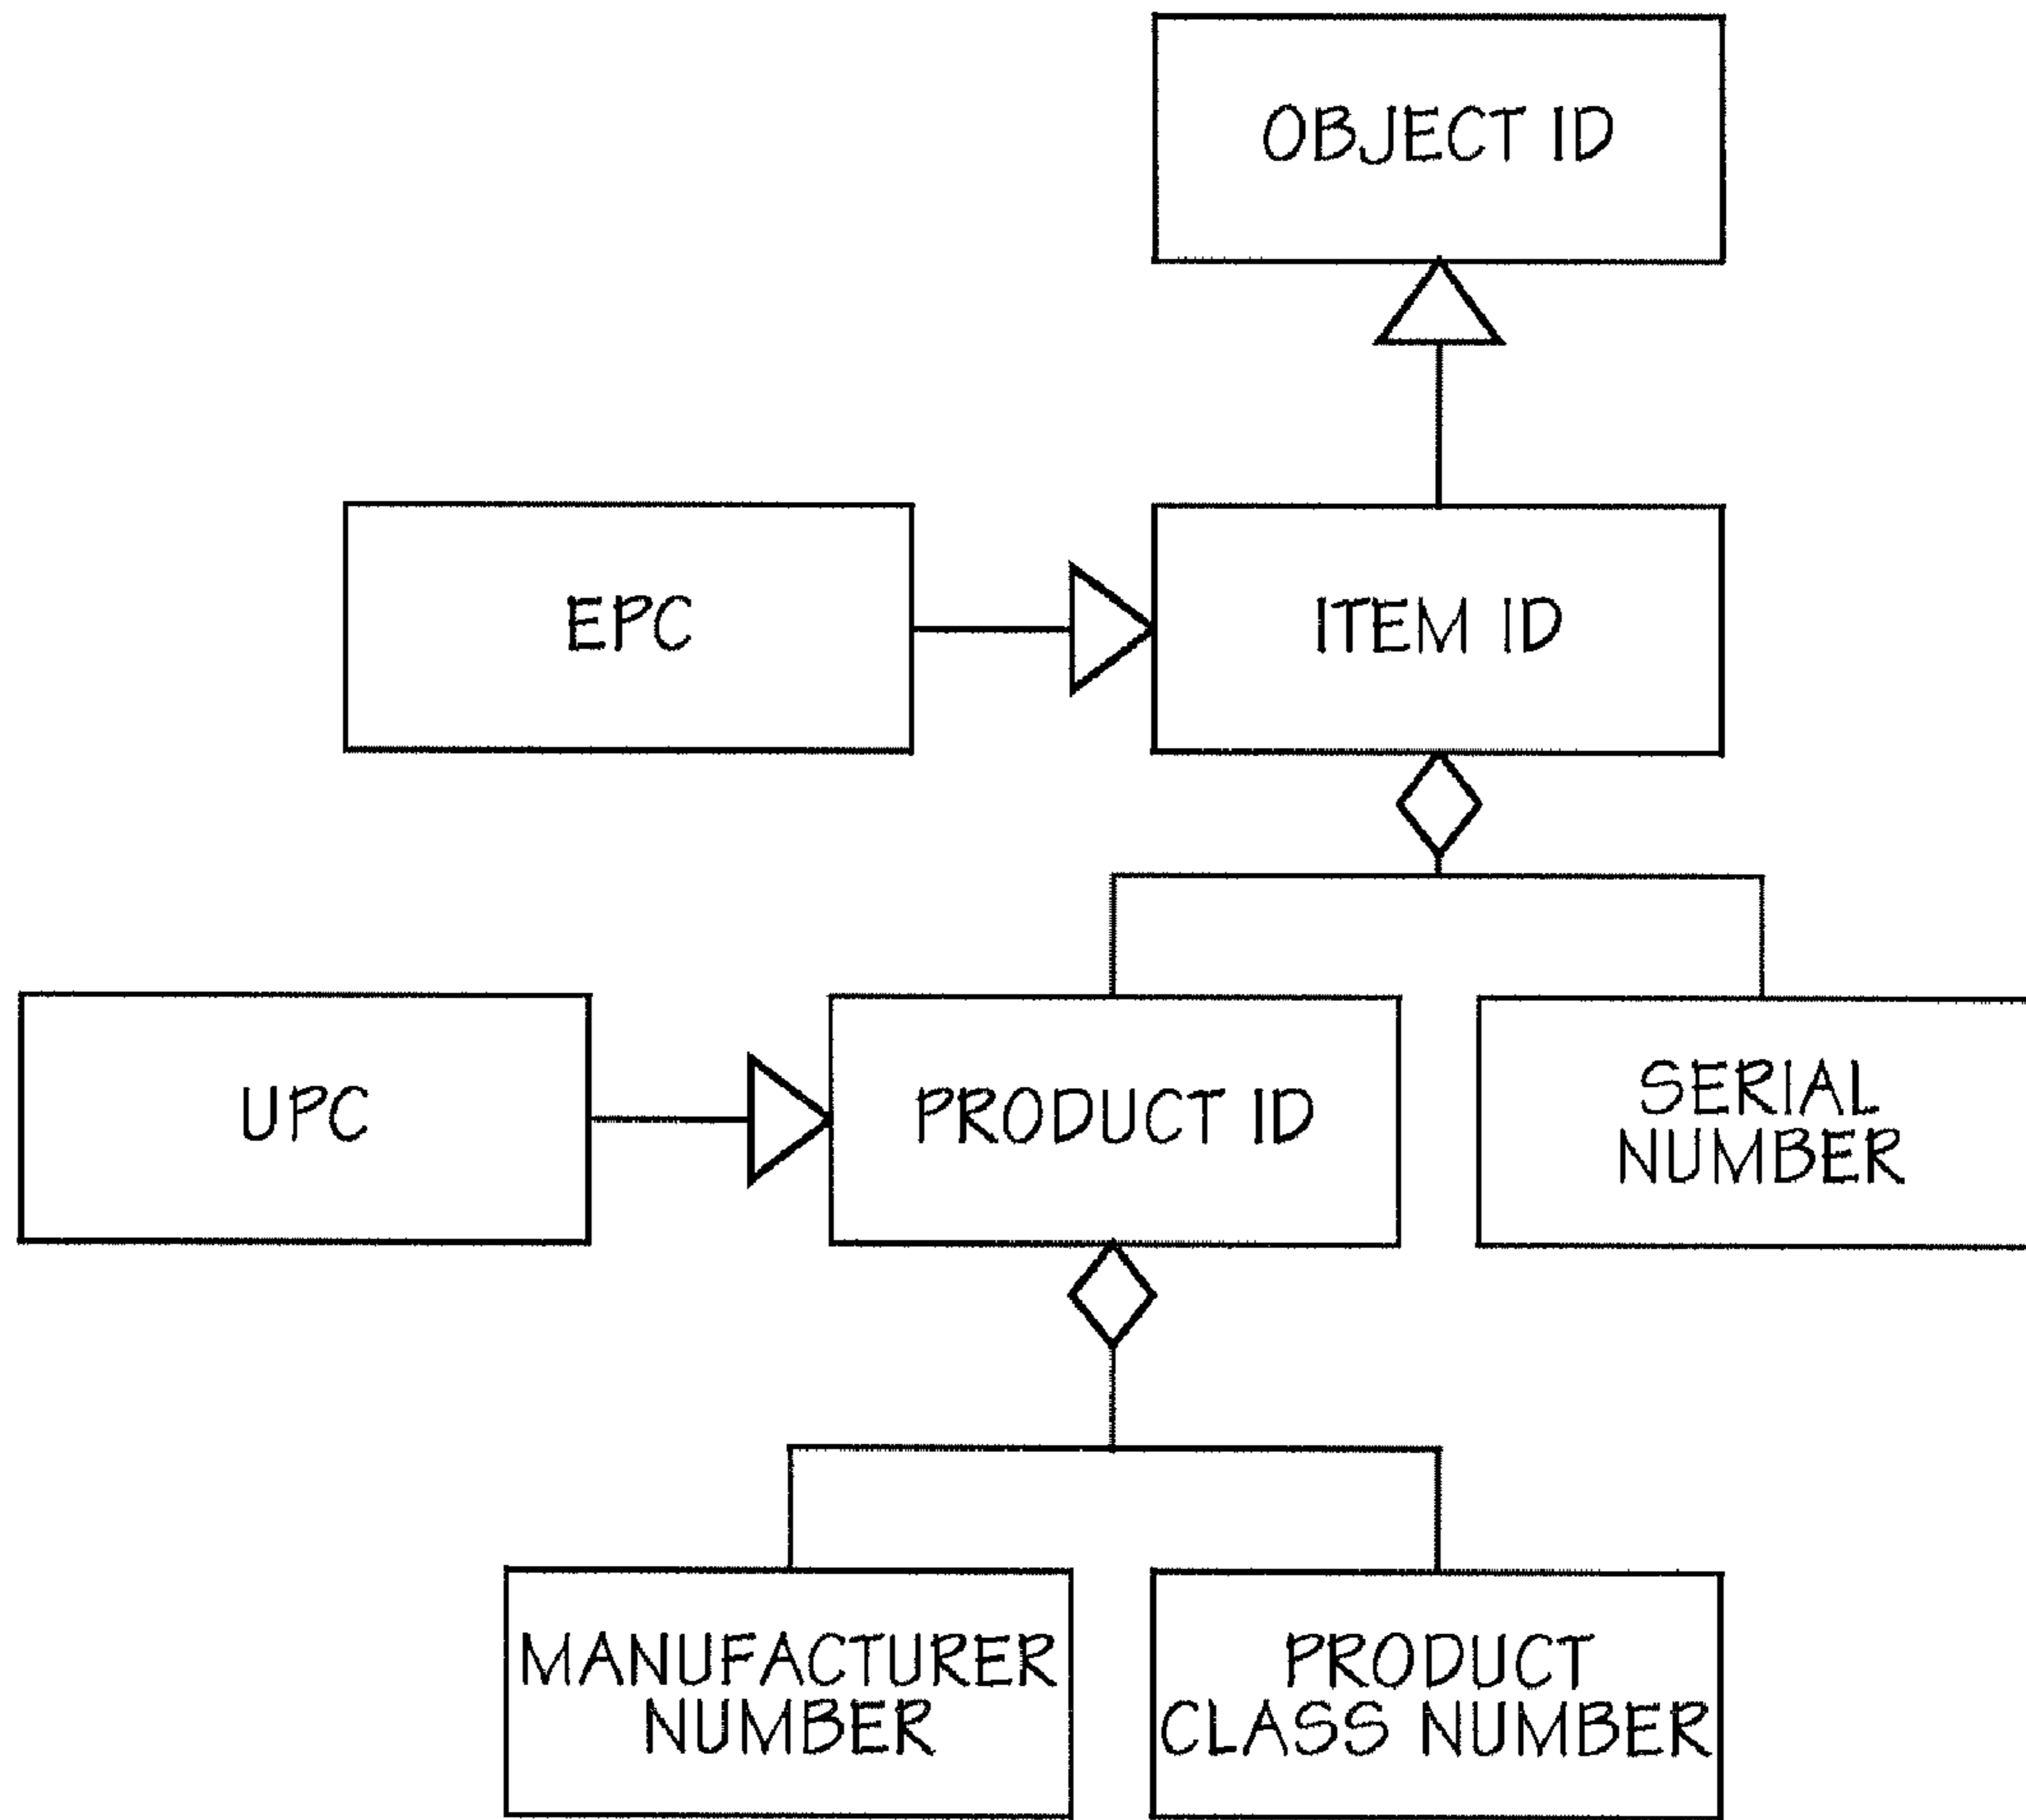 OBJECT ID
EPC
ITEM ID
UPC
PRODUCT ID
SERIAL
NUMBER
MANUFACTURER
NUMBER
PRODUCT
CLASS NUMBER